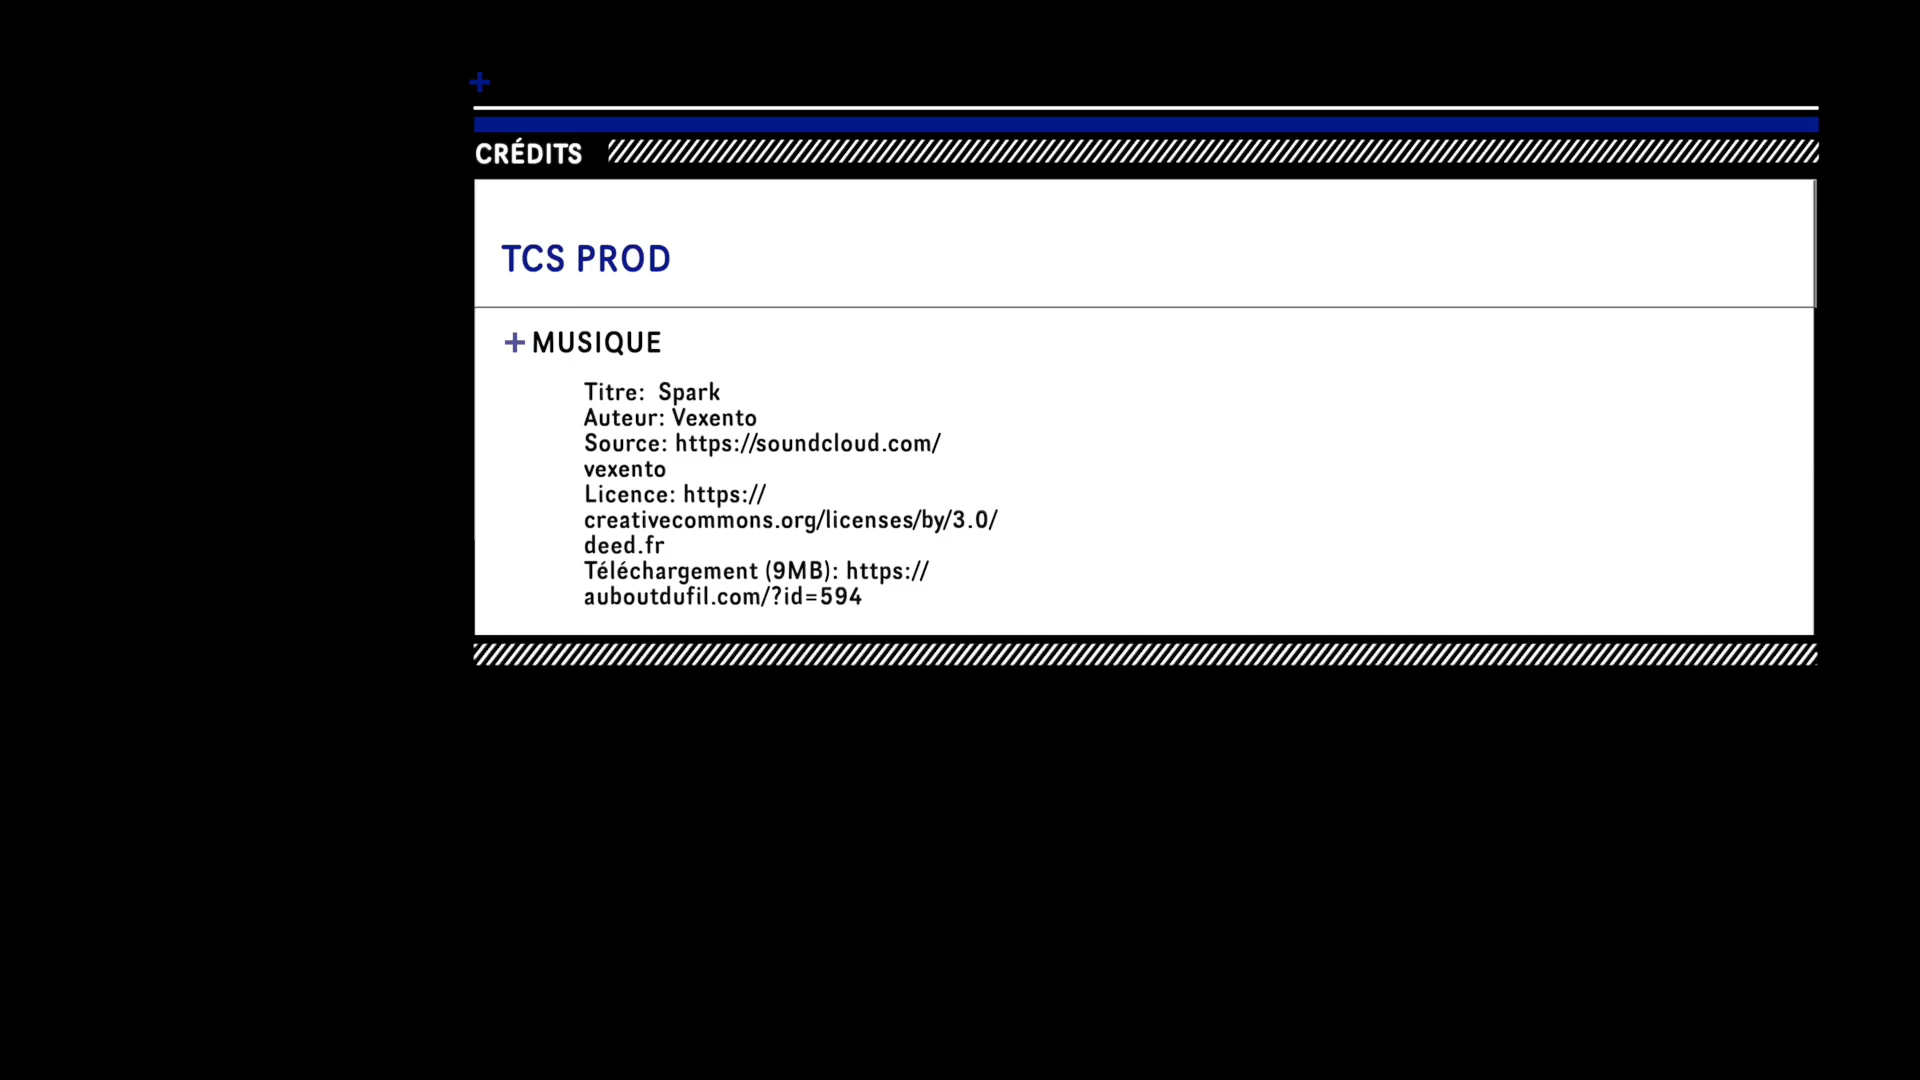 CRÉDITS
TCS PROD
+ MUSIQUE
Titre:  Spark
Auteur: Vexento
Source: https://soundcloud.com/
vexento
Licence: https://
creativecommons.org/licenses/by/3.0/
deed.fr
Téléchargement (9MB): https://
auboutdufil.com/?id=594